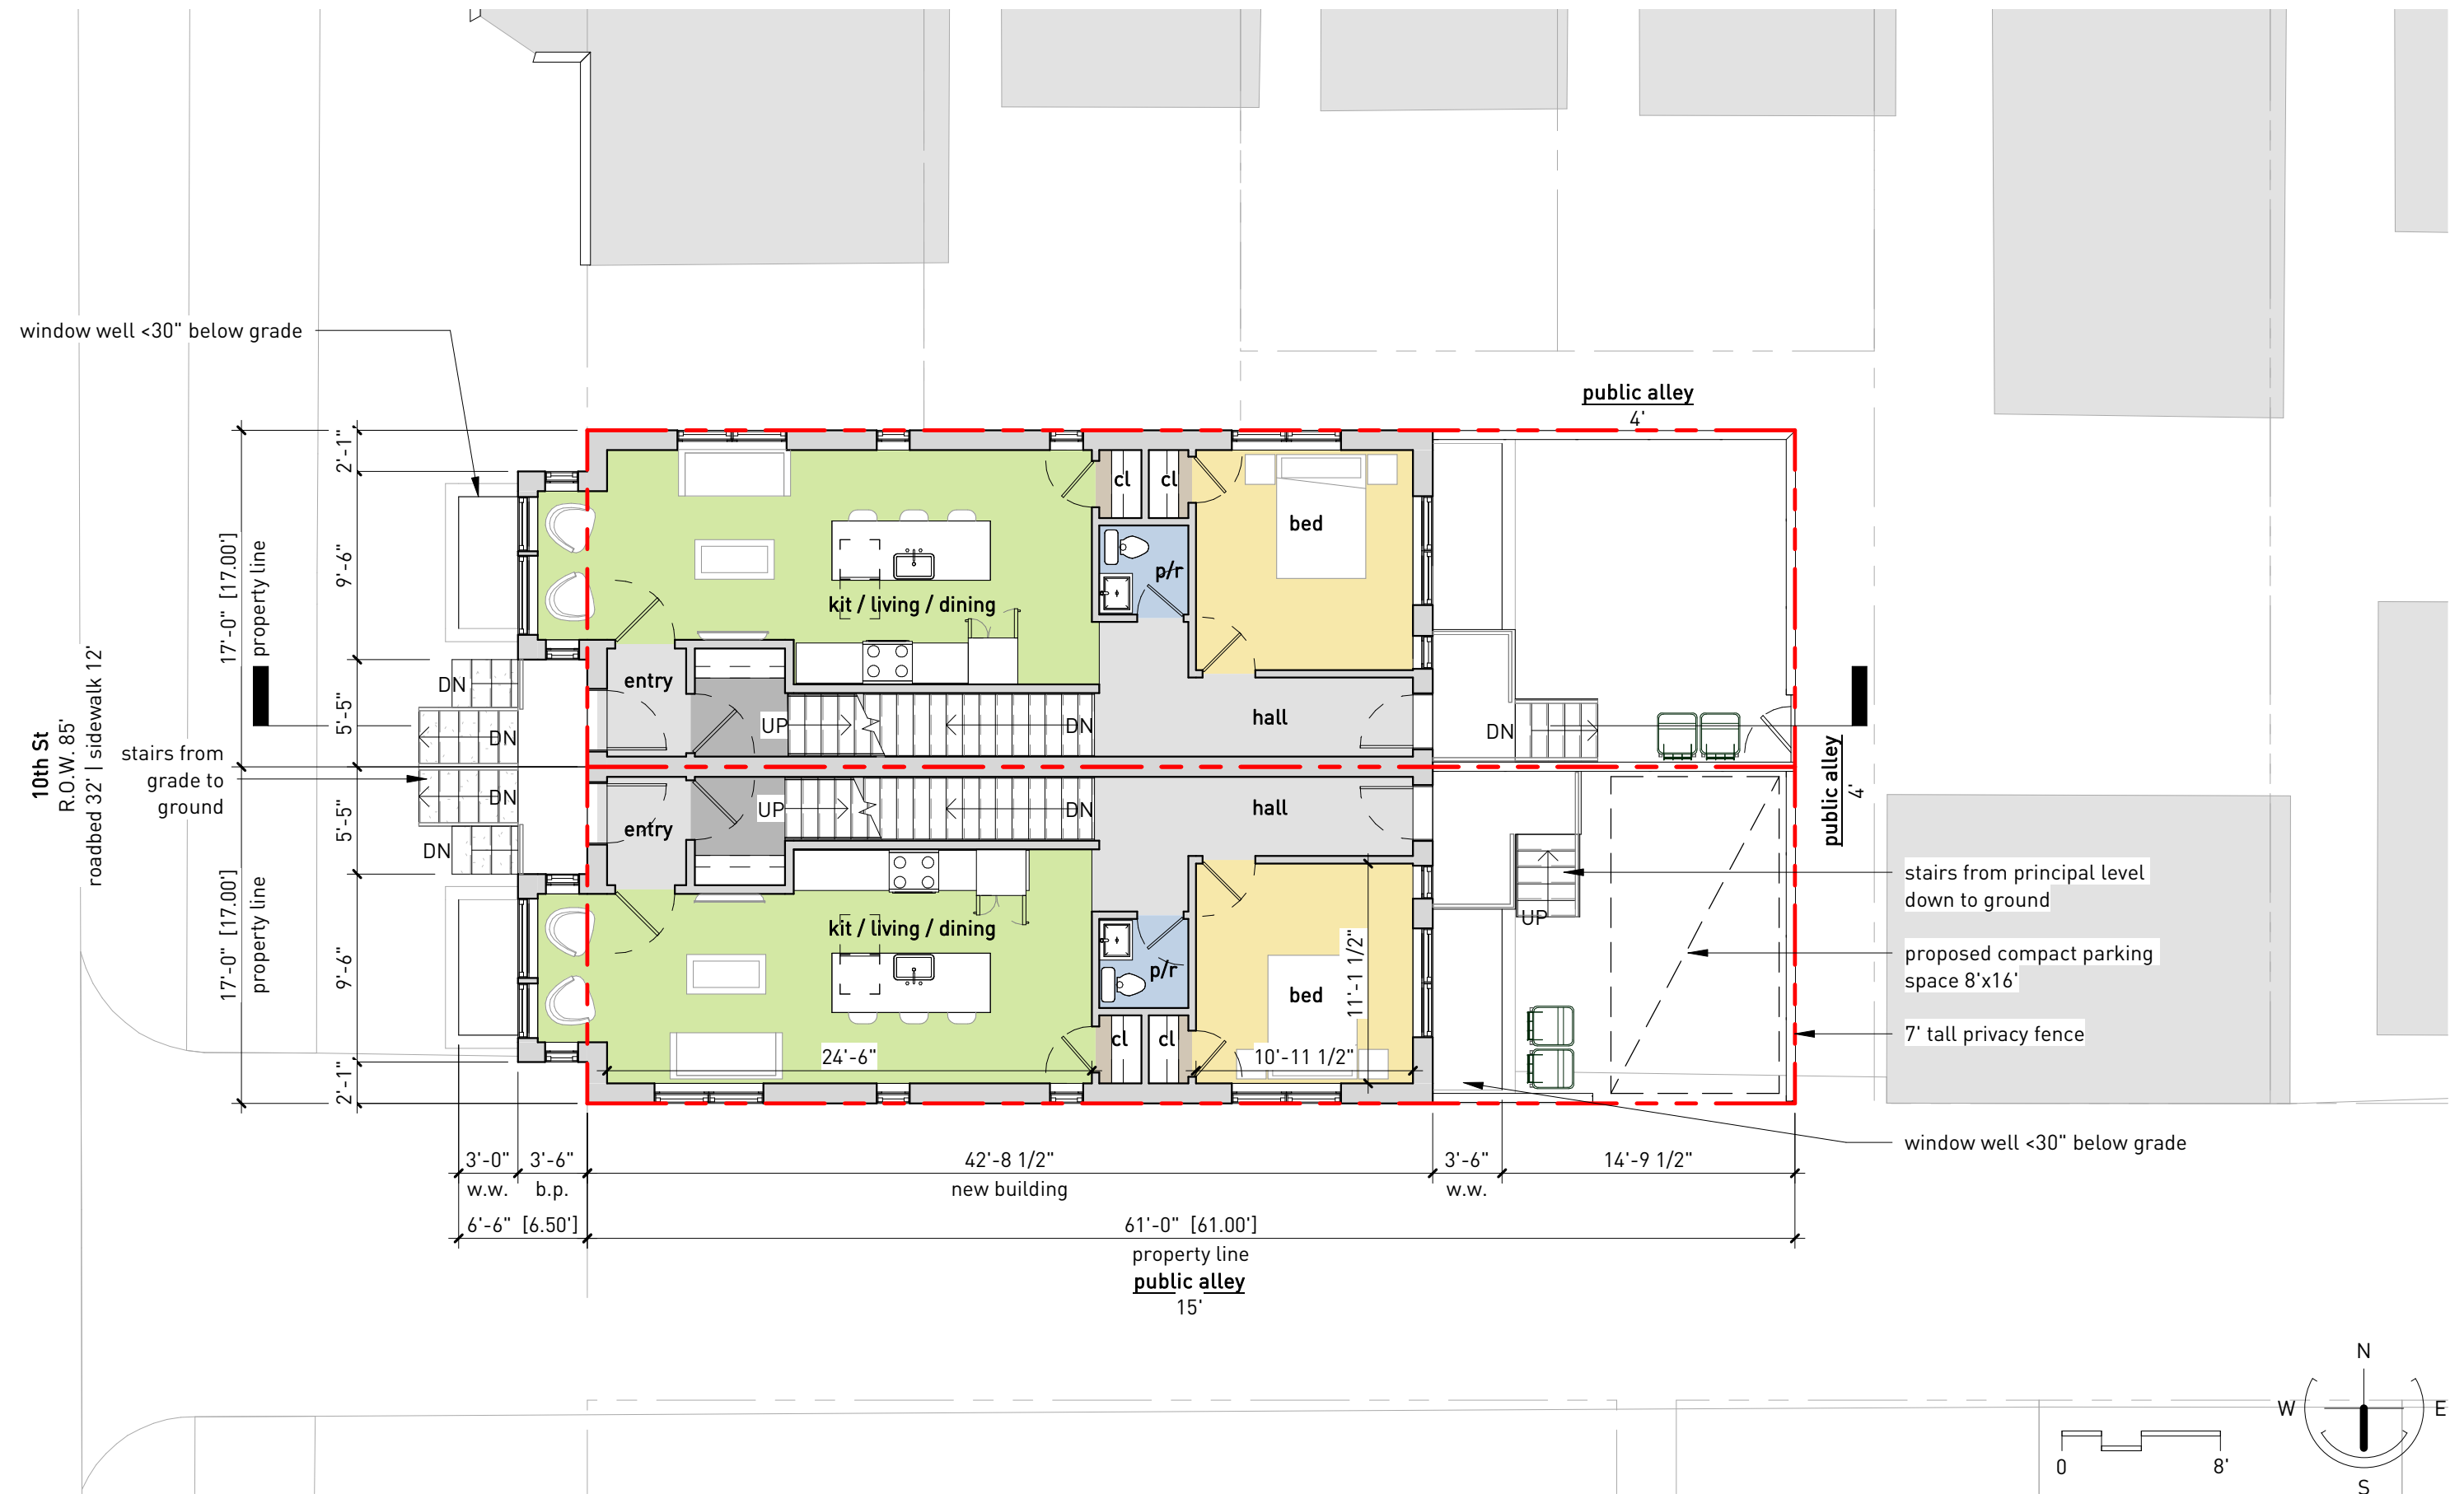 window well <30" below grade
public alley
4'
2'-1"
17'-0" [17.00']
property line
9'-6"
5'-5"
10th St
R.O.W. 85'
roadbed 32' | sidewalk 12'
stairs from
grade to
ground
5'-5"
17'-0" [17.00']
property line
9'-6"
2'-1"
DN
DN
DN
DN
cl
cl
bed
p/r
kit / living / dining
entry
UP
DN
hall
DN
entry
UP
DN
hall
UP
kit / living / dining
p/r
bed
11'-1 1/2"
cl
cl
24'-6"
10'-11 1/2"
public alley
4'
stairs from principal level
down to ground
proposed compact parking
space 8'x16'
7' tall privacy fence
window well <30" below grade
3'-0"
w.w.
3'-6"
b.p.
42'-8 1/2"
new building
3'-6"
w.w.
14'-9 1/2"
6'-6" [6.50']
61'-0" [61.00']
property line
public alley
15'
0
8'
N
W
E
S